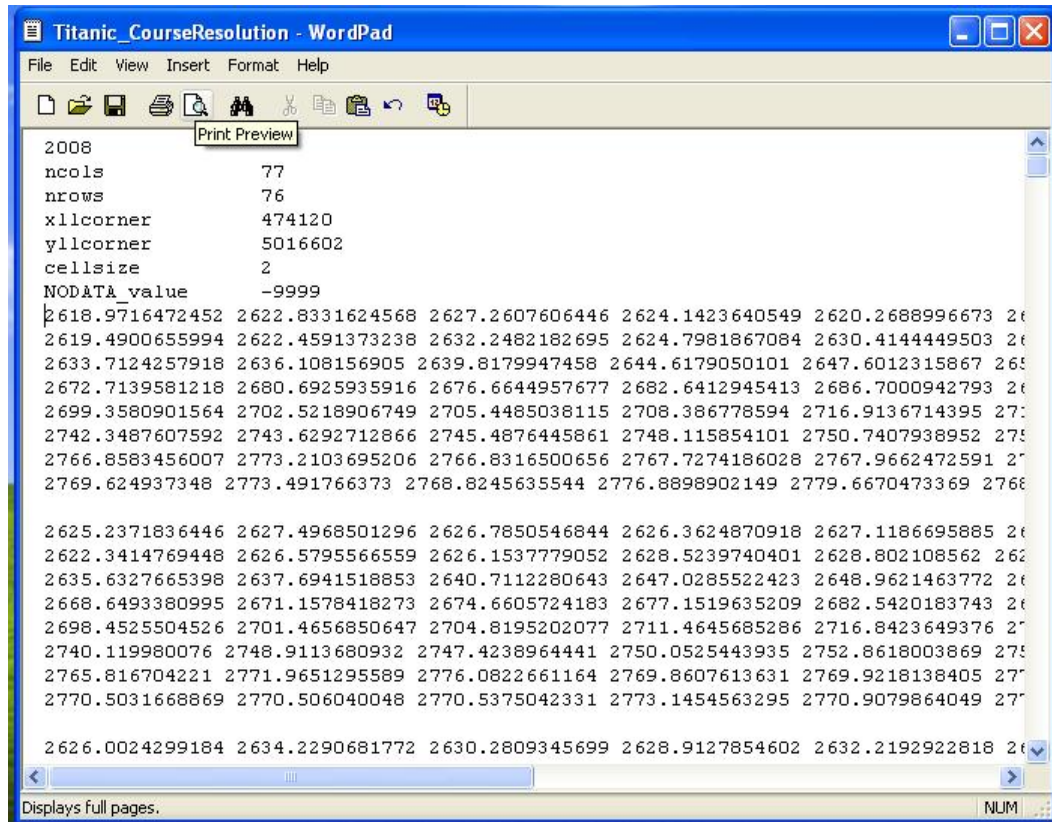 Titanic_CourseResolution - WordPad
File Edit View Insert Format Help
Print Preview
2008
ncols 77
nrows 76
xllcorner 474120
yllcorner 5016602
cellsize 2
NODATA_value -9999
2618.9716472452 2622.8331624568 2627.2607606446 2624.1423640549 2620.2688996673
2619.4900655994 2622.4591373238 2632.2482182695 2624.7981867084 2630.4144449503
2633.7124257918 2636.108156905 2639.8179947458 2644.6179050101 2647.6012315867
2672.7139581218 2680.6925935916 2676.6644957677 2682.6412945413 2686.7000942793
2699.3580901564 2702.5218906749 2705.4485038115 2708.386778594 2716.9136714395
2742.3487607592 2743.6292712866 2745.4876445861 2748.115854101 2750.7407938952
2766.8583456007 2773.2103695206 2766.8316500656 2767.7274186028 2767.9662472591
2769.624937348 2773.491766373 2768.8245635544 2776.8898902149 2779.6670473369 2768
2625.2371836446 2627.4968501296 2626.7850546844 2626.3624870918 2627.1186695885
2622.3414769448 2626.5795566559 2626.1537779052 2628.5239740401 2628.802108562
2635.6327665398 2637.6941518853 2640.7112280643 2647.0285522423 2648.9621463772
2668.6493380995 2671.1578418273 2674.6605724183 2677.1519635209 2682.5420183743
2698.4525504526 2701.4656850647 2704.8195202077 2711.4645685286 2716.8423649376
2740.119980076 2748.9113680932 2747.4238964441 2750.0525443935 2752.8618003869
2765.816704221 2771.9651295589 2776.0822661164 2769.8607613631 2769.9218138405
2770.5031668869 2770.506040048 2770.5375042331 2773.1454563295 2770.9079864049
2626.0024299184 2634.2290681772 2630.2809345699 2628.9127854602 2632.2192922818
Displays full pages. NUM